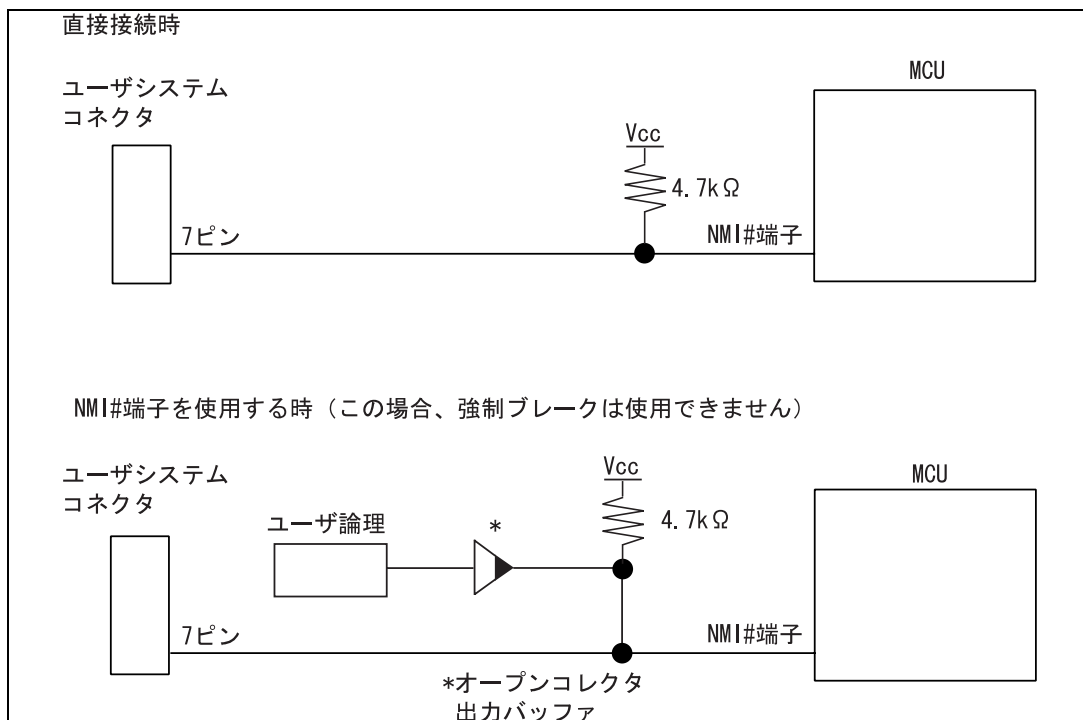 直接接続時
ユーザシステム
コネクタ
MCU
Vcc
4.7kΩ
7ピン
NMI#端子
NMI#端子を使用する時（この場合、強制ブレークは使用できません）
ユーザシステム
コネクタ
MCU
Vcc
4.7kΩ
ユーザ論理
*
7ピン
NMI#端子
*オープンコレクタ
出力バッファ